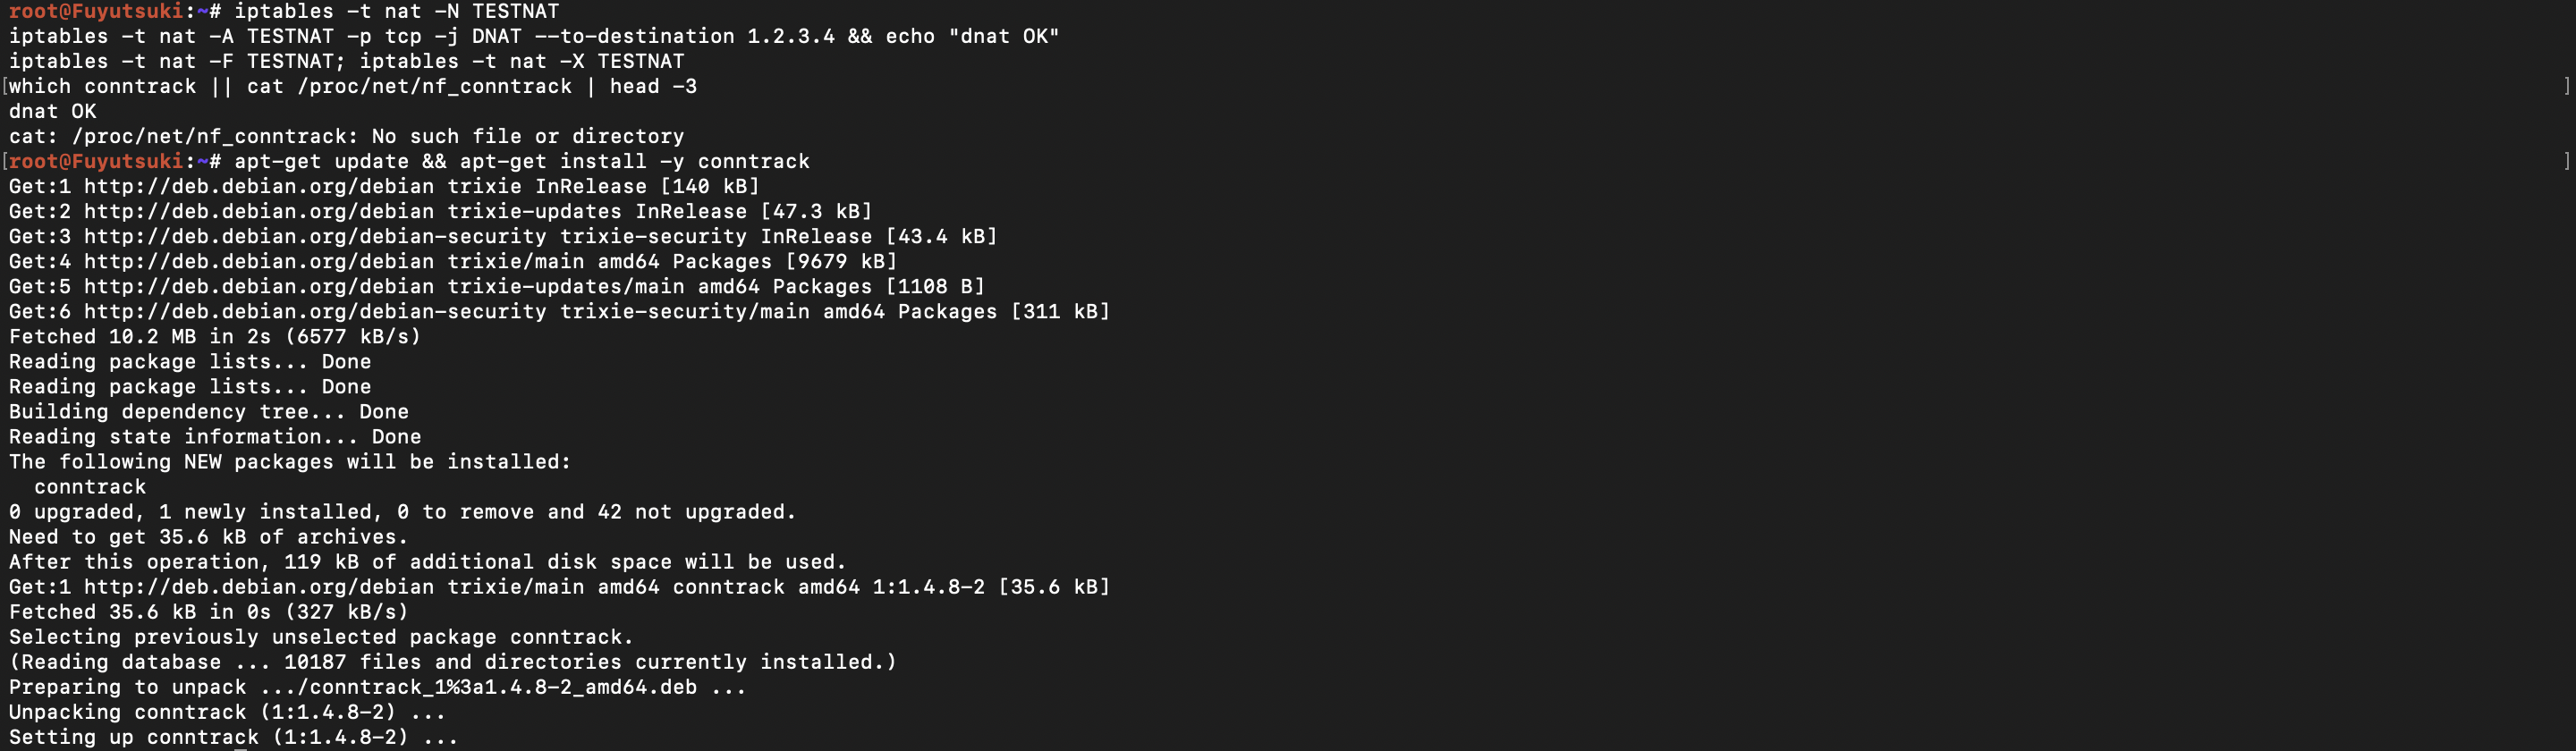 root@Fuyutsuki:~# iptables -t nat -N TESTNAT
iptables -t nat -A TESTNAT -p tcp -j DNAT --to-destination 1.2.3.4 && echo "dnat OK"
iptables -t nat -F TESTNAT; iptables -t nat -X TESTNAT
[which conntrack || cat /proc/net/nf_conntrack | head -3 ]
dnat OK
cat: /proc/net/nf_conntrack: No such file or directory
[root@Fuyutsuki:~# apt-get update && apt-get install -y conntrack ]
Get:1 http://deb.debian.org/debian trixie InRelease [140 kB]
Get:2 http://deb.debian.org/debian trixie-updates InRelease [47.3 kB]
Get:3 http://deb.debian.org/debian-security trixie-security InRelease [43.4 kB]
Get:4 http://deb.debian.org/debian trixie/main amd64 Packages [9679 kB]
Get:5 http://deb.debian.org/debian trixie-updates/main amd64 Packages [1108 B]
Get:6 http://deb.debian.org/debian-security trixie-security/main amd64 Packages [311 kB]
Fetched 10.2 MB in 2s (6577 kB/s)
Reading package lists... Done
Reading package lists... Done
Building dependency tree... Done
Reading state information... Done
The following NEW packages will be installed:
  conntrack
0 upgraded, 1 newly installed, 0 to remove and 42 not upgraded.
Need to get 35.6 kB of archives.
After this operation, 119 kB of additional disk space will be used.
Get:1 http://deb.debian.org/debian trixie/main amd64 conntrack amd64 1:1.4.8-2 [35.6 kB]
Fetched 35.6 kB in 0s (327 kB/s)
Selecting previously unselected package conntrack.
(Reading database ... 10187 files and directories currently installed.)
Preparing to unpack .../conntrack_1%3a1.4.8-2_amd64.deb ...
Unpacking conntrack (1:1.4.8-2) ...
Setting up conntrack (1:1.4.8-2) ...